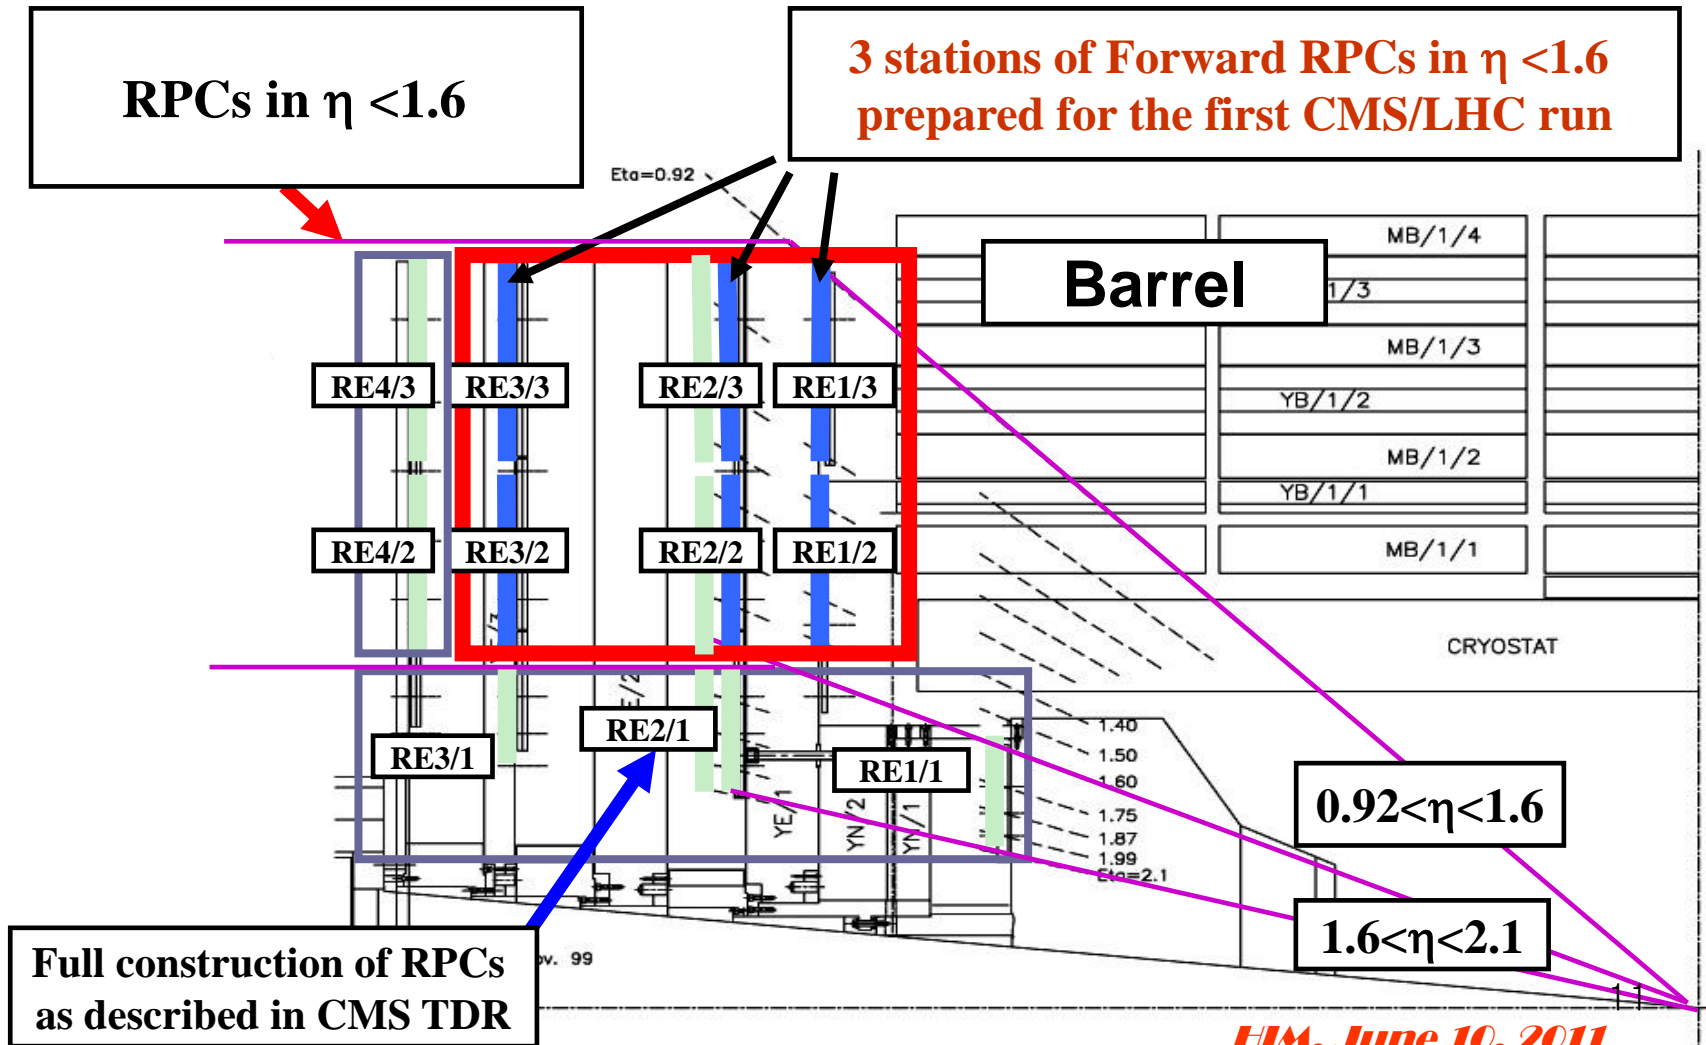 RPCs in η <1.6
3 stations of Forward RPCs in η <1.6
prepared for the first CMS/LHC run
Eta=0.92
MB/1/4
Barrel
1/3
MB/1/3
RE4/3
RE3/3
RE2/3
RE1/3
YB/1/2
MB/1/2
YB/1/1
RE4/2
RE3/2
RE2/2
RE1/2
MB/1/1
CRYOSTAT
E/2
RE3/1
RE2/1
RE1/1
YE/1
YN/2
YN/1
1.40
1.50
1.60
1.75
1.87
1.99
Eta=2.1
0.92<η<1.6
1.6<η<2.1
Full construction of RPCs
as described in CMS TDR
ov. 99
11
HIM, June 10, 2011